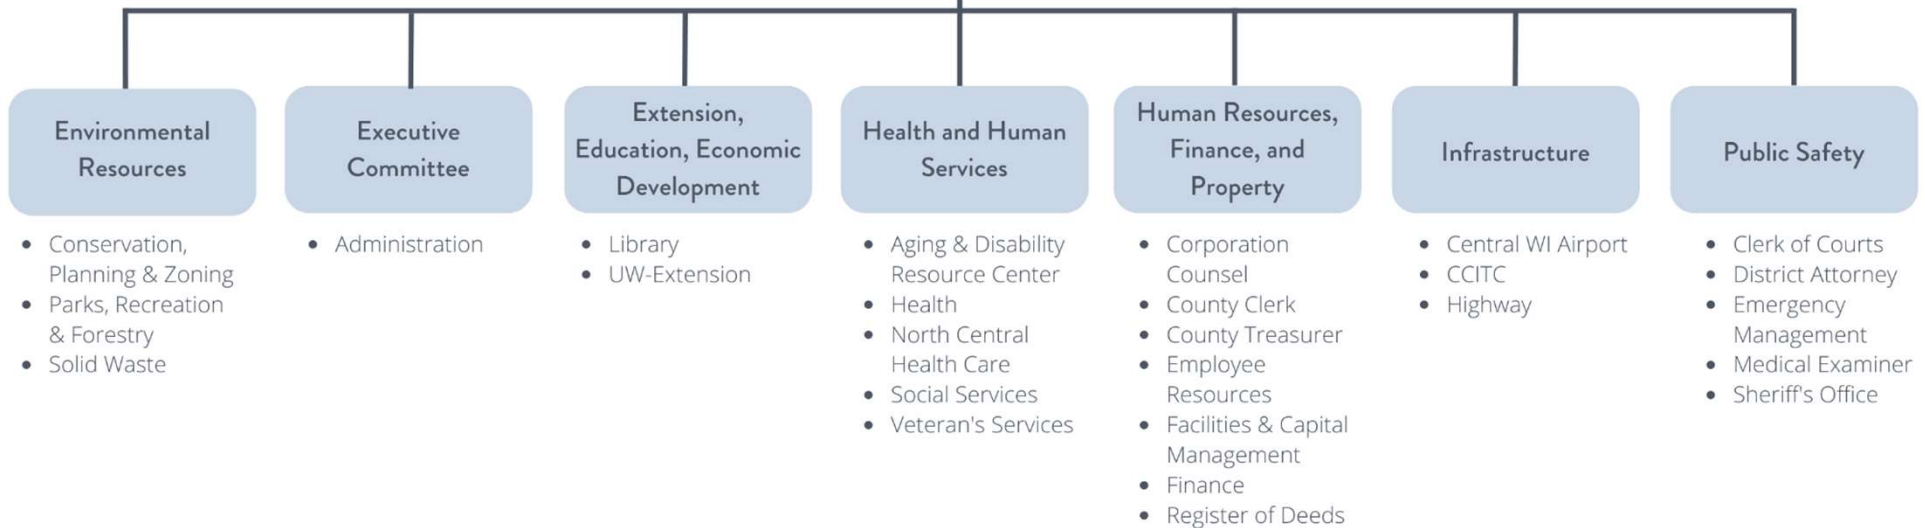 Environmental
Resources
• Conservation,
Planning & Zoning
• Parks, Recreation
& Forestry
• Solid Waste
Executive
Committee
• Administration
Extension,
Education, Economic
Development
• Library
• UW-Extension
Health and Human
Services
• Aging & Disability
Resource Center
• Health
• North Central
Health Care
• Social Services
• Veteran's Services
Human Resources,
Finance, and
Property
• Corporation
Counsel
• County Clerk
• County Treasurer
• Employee
Resources
• Facilities & Capital
Management
• Finance
• Register of Deeds
Infrastructure
• Central WI Airport
• CCITC
• Highway
Public Safety
• Clerk of Courts
• District Attorney
• Emergency
Management
• Medical Examiner
• Sheriff's Office